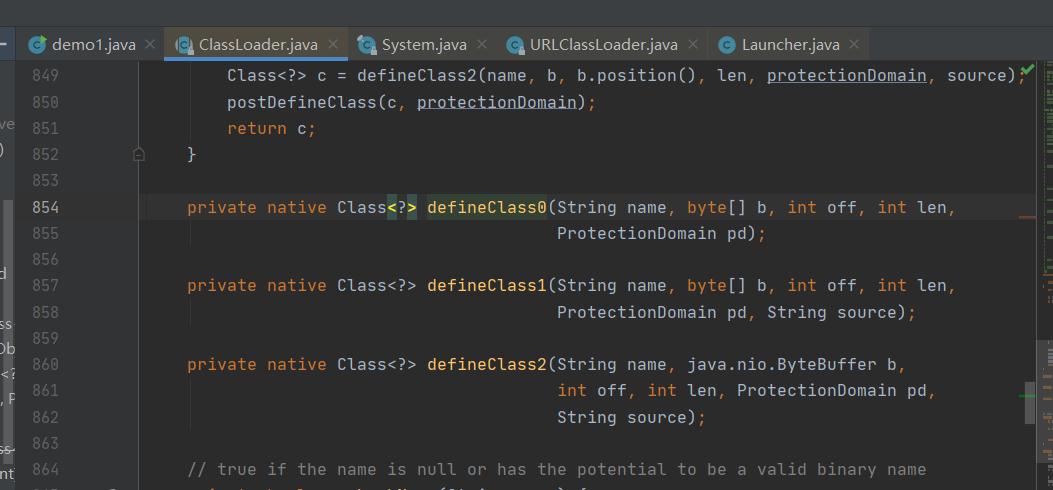 demo1.java ClassLoader.java System.java URLClassLoader.java Launcher.java
849 Class<?> c = defineClass2(name, b, b.position(), len, protectionDomain, source);
850 postDefineClass(c, protectionDomain);
851 return c;
852 }
853
854 private native Class<?> defineClass0(String name, byte[] b, int off, int len,
855 ProtectionDomain pd);
856
857 private native Class<?> defineClass1(String name, byte[] b, int off, int len,
858 ProtectionDomain pd, String source);
859
860 private native Class<?> defineClass2(String name, java.nio.ByteBuffer b,
861 int off, int len, ProtectionDomain pd,
862 String source);
863
864 // true if the name is null or has the potential to be a valid binary name